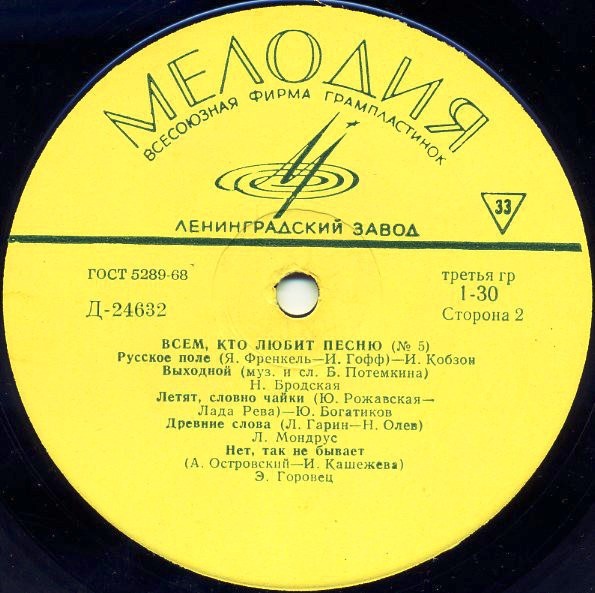 МЕЛОДИЯ
ВСЕСОЮЗНАЯ ФИРМА ГРАМПЛАСТИНОК
33
ЛЕНИНГРАДСКИЙ ЗАВОД
ГОСТ 5289-68
третья гр
Д-24632
1-30
Сторона 2
ВСЕМ, КТО ЛЮБИТ ПЕСНЮ (№ 5)
Русское поле (Я. Френкель—И. Гофф)—И. Кобзон
Выходной (муз. и сл. Б. Потемкина)
Н. Бродская
Летят, словно чайки (Ю. Рожавская—
Лада Рева)—Ю. Богатиков
Древние слова (Л. Гарин—Н. Олев)
Л. Мондрус
Нет, так не бывает
(А. Островский—И. Кашежева)
Э. Горовец